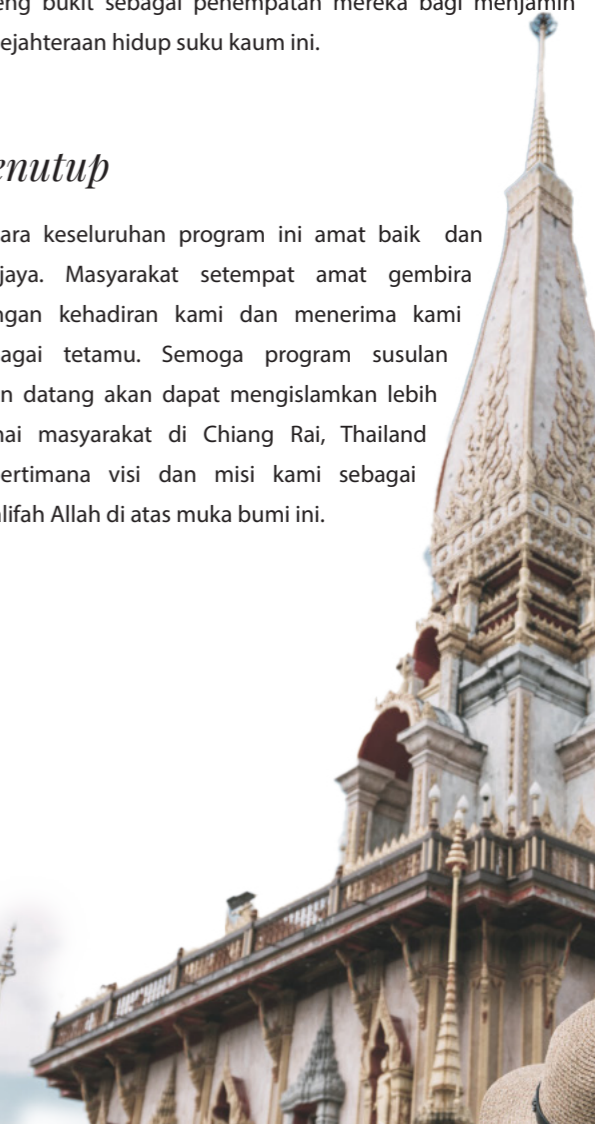 eng bukit sebagai penempatan mereka bagi menjamin
ejahteraan hidup suku kaum ini.
enutup
ara keseluruhan program ini amat baik dan
jaya. Masyarakat setempat amat gembira
ngan kehadiran kami dan menerima kami
agai tetamu. Semoga program susulan
n datang akan dapat mengislamkan lebih
nai masyarakat di Chiang Rai, Thailand
ertimana visi dan misi kami sebagai
alifah Allah di atas muka bumi ini.